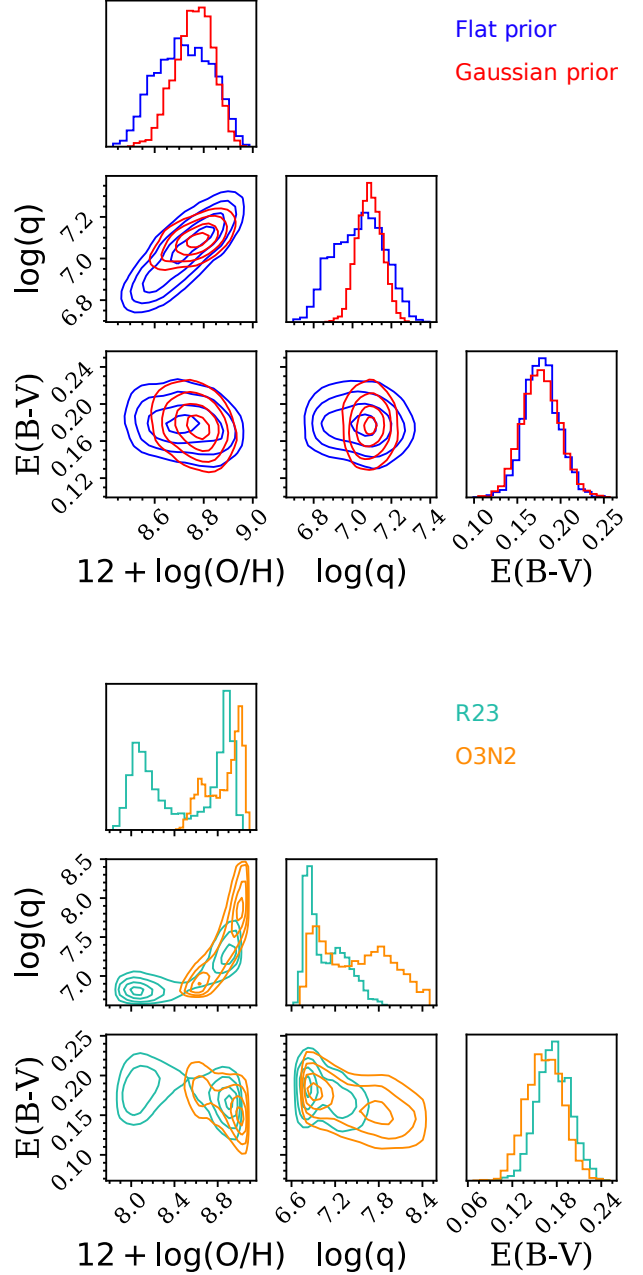 Flat prior
Gaussian prior
log(q)
7.2
7.0
6.8
E(B-V)
0.24
0.20
0.16
0.12
8.6 8.8 9.0
6.8 7.0 7.2 7.4
0.10 0.15 0.20 0.25
12 + log(O/H) log(q) E(B-V)
R23
O3N2
log(q)
8.5
8.0
7.5
7.0
E(B-V)
0.25
0.20
0.15
0.10
8.0 8.4 8.8
6.6 7.2 7.8 8.4
0.06 0.12 0.18 0.24
12 + log(O/H) log(q) E(B-V)